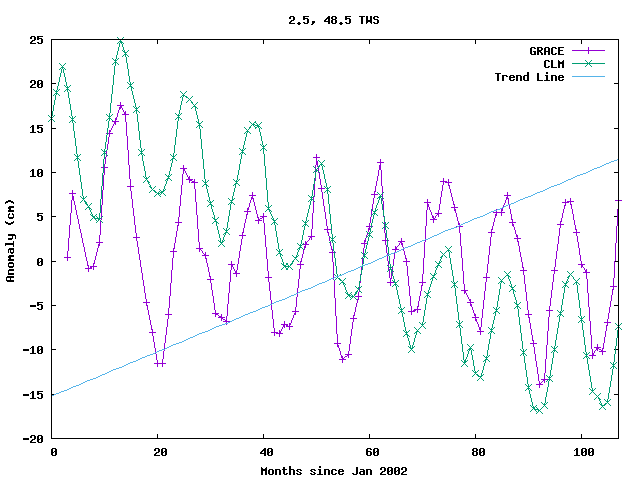 2.5, 48.5 TWS
GRACE
CLM
Trend Line
25
20
15
10
5
0
-5
-10
-15
-20
Anomaly (cm)
0 20 40 60 80 100
Months since Jan 2002